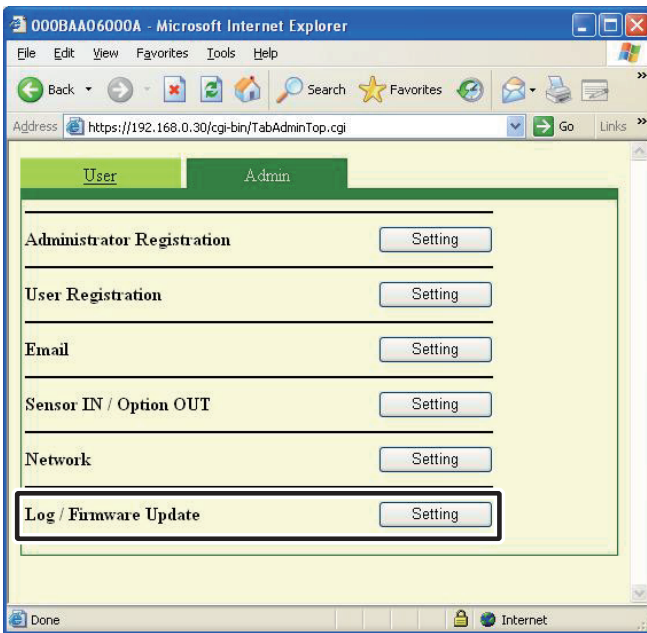 000BAA06000A - Microsoft Internet Explorer
File Edit View Favorites Tools Help
Back Search Favorites »
Address https://192.168.0.30/cgi-bin/TabAdminTop.cgi Go Links »
User Admin
Administrator Registration Setting
User Registration Setting
Email Setting
Sensor IN / Option OUT Setting
Network Setting
Log / Firmware Update Setting
Done Internet